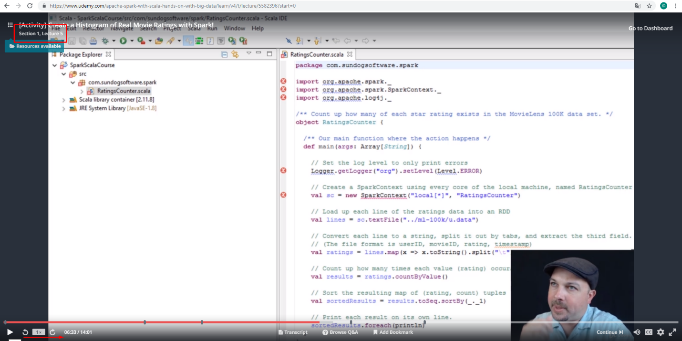 https://www.udemy.com/apache-spark-with-scala-hands-on-with-big-data/learn/v4/t/lecture/5562356?start=0
Scala - SparkScalaCourse/src/com/sundogsoftware/spark/RatingsCounter.scala - Scala IDE
[Activity] Create a Histogram of Real Movie Ratings with Spark!
Go to Dashboard
Section 1, Lecture
Run Window Help
Resources available
Package Explorer
SparkScalaCourse
src
com.sundogsoftware.spark
RatingsCounter.scala
Scala library container [2.11.8]
JRE System Library [JavaSE-1.8]
RatingsCounter.scala
package com.sundogsoftware.spark
import org.apache.spark._
import org.apache.spark.SparkContext._
import org.apache.log4j._
/** Count up how many of each star rating exists in the MovieLens 100K data set. */
object RatingsCounter {
/** Our main function where the action happens */
def main(args: Array[String]) {
// Set the log level to only print errors
Logger.getLogger("org").setLevel(Level.ERROR)
// Create a SparkContext using every core of the local machine, named RatingsCounter
val sc = new SparkContext("local[*]", "RatingsCounter")
// Load up each line of the ratings data into an RDD
val lines = sc.textFile("../ml-100k/u.data")
// Convert each line to a string, split it out by tabs, and extract the third field.
// (The file format is userID, movieID, rating, timestamp)
val ratings = lines.map(x => x.toString().split("\t"
// Count up how many times each value (rating) occur
val results = ratings.countByValue()
// Sort the resulting map of (rating, count) tuples
val sortedResults = results.toSeq.sortBy(_._1)
// Print each result on its own line.
sortedResults.foreach(println)
1x
/ 14:01
Transcript
Browse Q&A
Add Bookmark
Continue